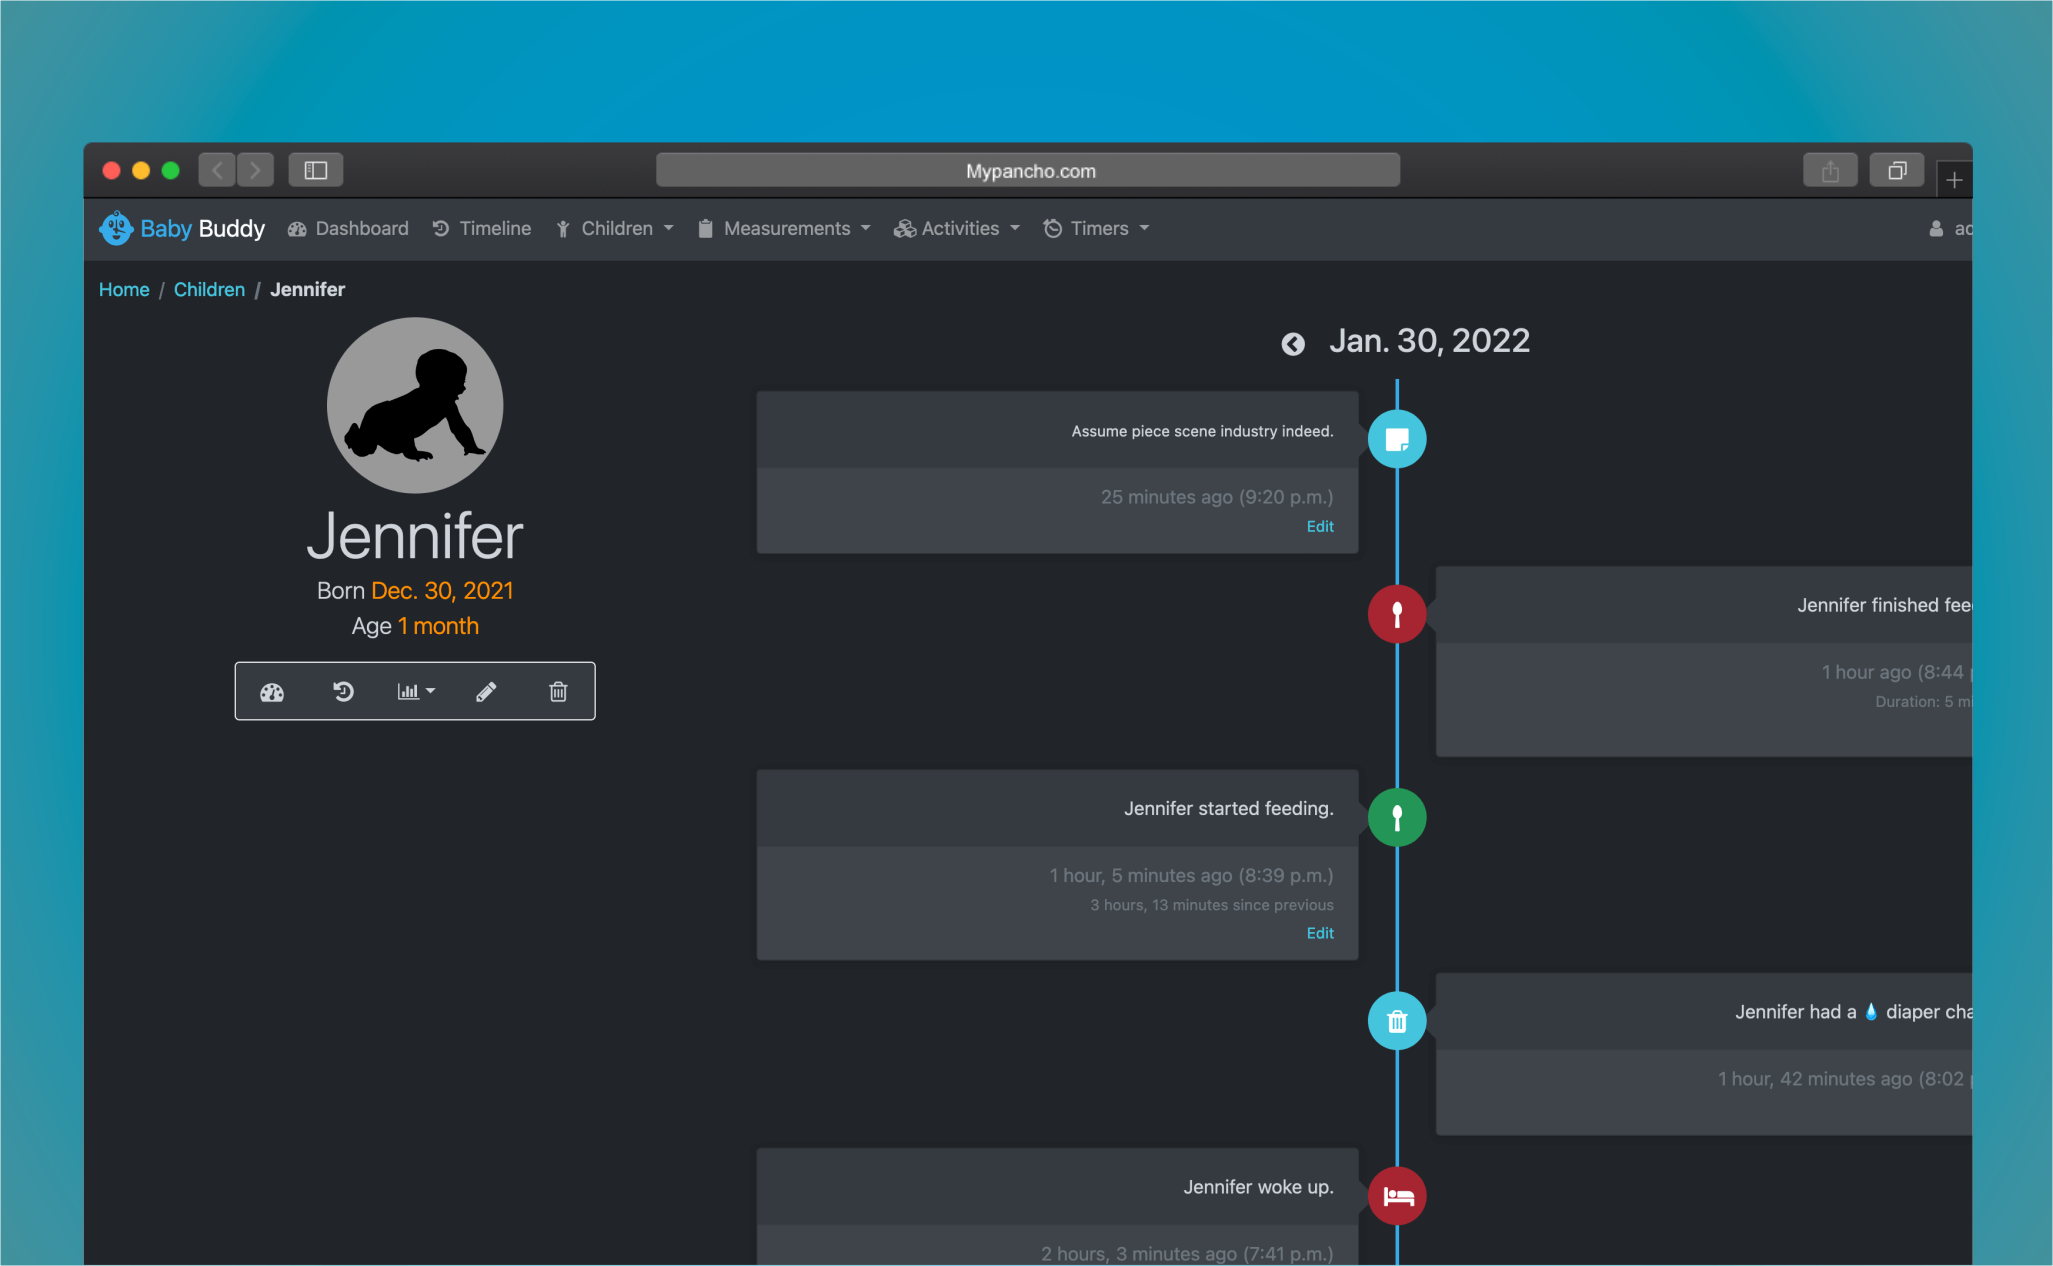 Mypancho.com
Baby Buddy Dashboard Timeline Children Measurements Activities Timers
Home / Children / Jennifer
Jan. 30, 2022
Assume piece scene industry indeed.
25 minutes ago (9:20 p.m.)
Edit
Jennifer
Born Dec. 30, 2021
Age 1 month
Jennifer finished
1 hour ago (8:44
Duration: 5
Jennifer started feeding.
1 hour, 5 minutes ago (8:39 p.m.)
3 hours, 13 minutes since previous
Edit
Jennifer had a 💧 diaper
1 hour, 42 minutes ago (8:02
Jennifer woke up.
2 hours, 3 minutes ago (7:41 p.m.)